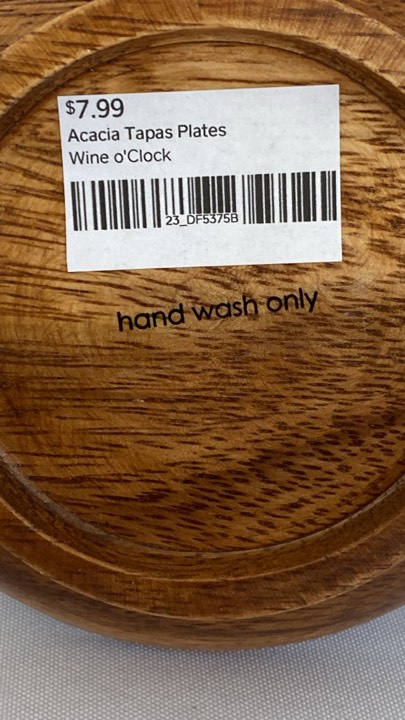 $7.99
Acacia Tapas Plates
Wine o'Clock
23_DF5375B
hand wash only